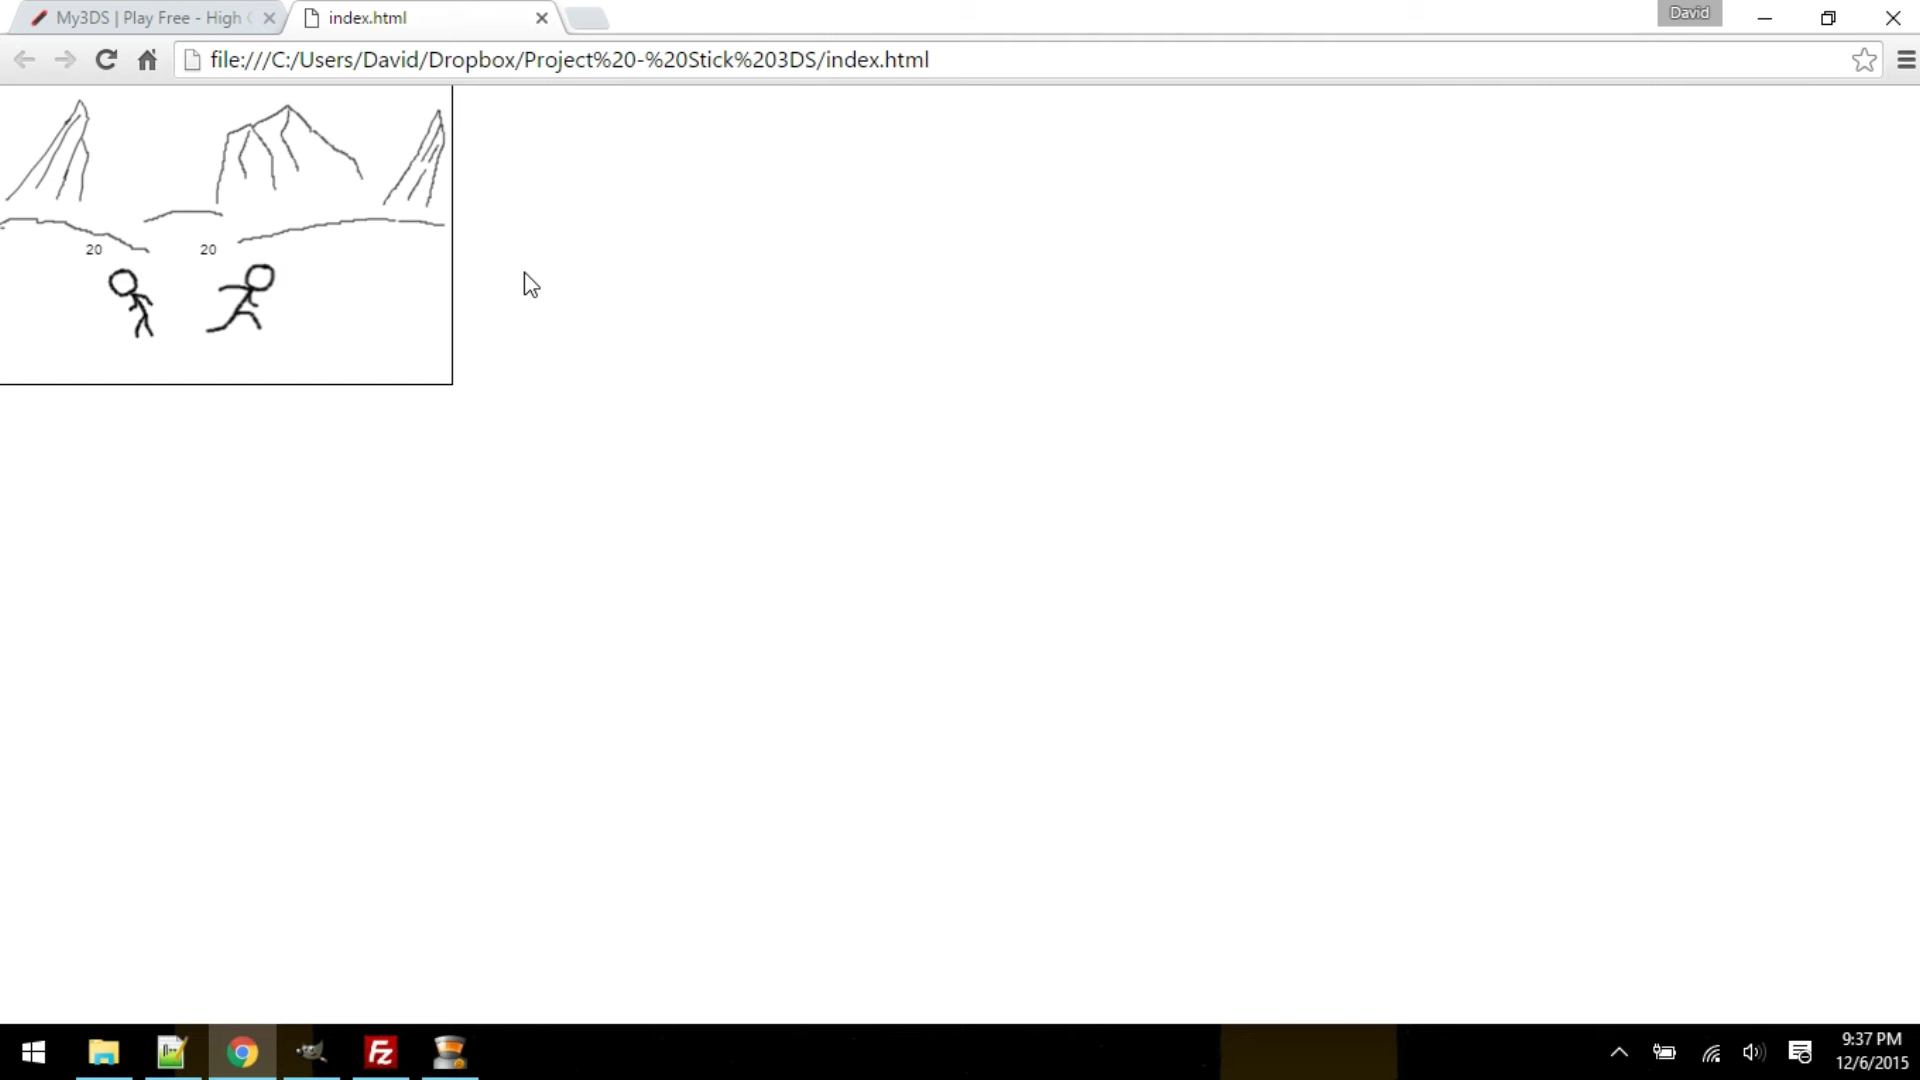 My3DS | Play Free - High
index.html
David
file:///C:/Users/David/Dropbox/Project%20-%20Stick%203DS/index.html
20 20
9:37 PM
12/6/2015